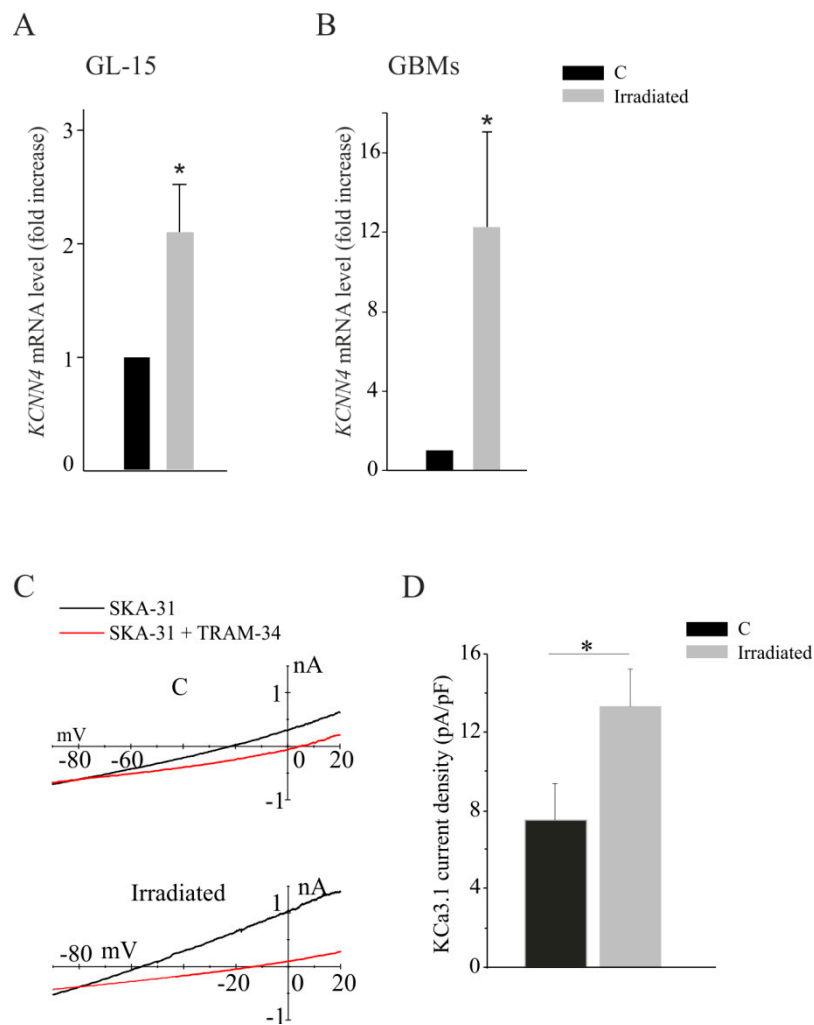 A
GL-15
KCNN4 mRNA level (fold increase)
3
2
1
0
*
B
GBMs
KCNN4 mRNA level (fold increase)
16
12
8
4
0
*
C
Irradiated
C
SKA-31
SKA-31 + TRAM-34
C
nA
1
mV
-80 -60 0 20
-1
Irradiated
nA
1
-80 mV
-20 0 20
-1
D
C
Irradiated
KCa3.1 current density (pA/pF)
16
12
8
4
0
*